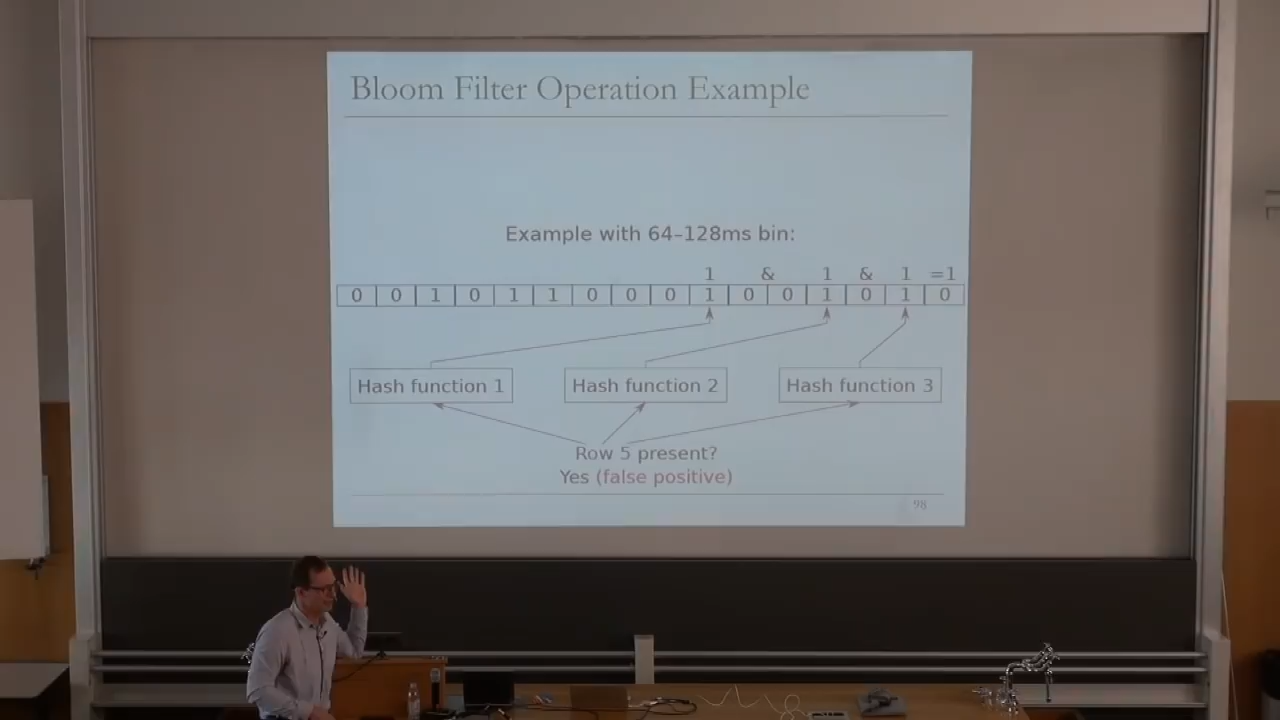 Bloom Filter Operation Example
Example with 64–128ms bin:
1 & 1 & 1 =1
0 0 1 0 1 1 0 0 0 1 0 0 1 0 1 0
Hash function 1 Hash function 2 Hash function 3
Row 5 present?
Yes (false positive)
98